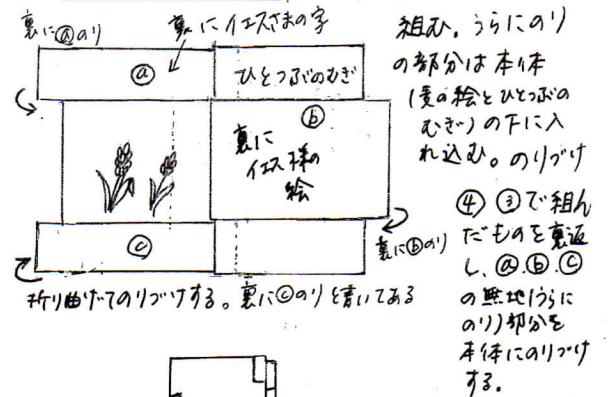 裏にⓐのり
裏にイエスさまの字
ⓐ
ひとつぶのむぎ
ⓑ
裏に
イエス様の
絵
ⓒ
裏にⓑのり
折り曲げてのりづけする。裏にⓒのりと書いてある
組む。うらにのり
の部分は本体
(麦の絵とひとつぶの
むぎ)の下に入
れ込む。のりづけ
④ ③で組ん
だものを裏返
し、ⓐ.ⓑ.ⓒ
の無地(うらに
のり)部分を
本体にのりづけ
する。